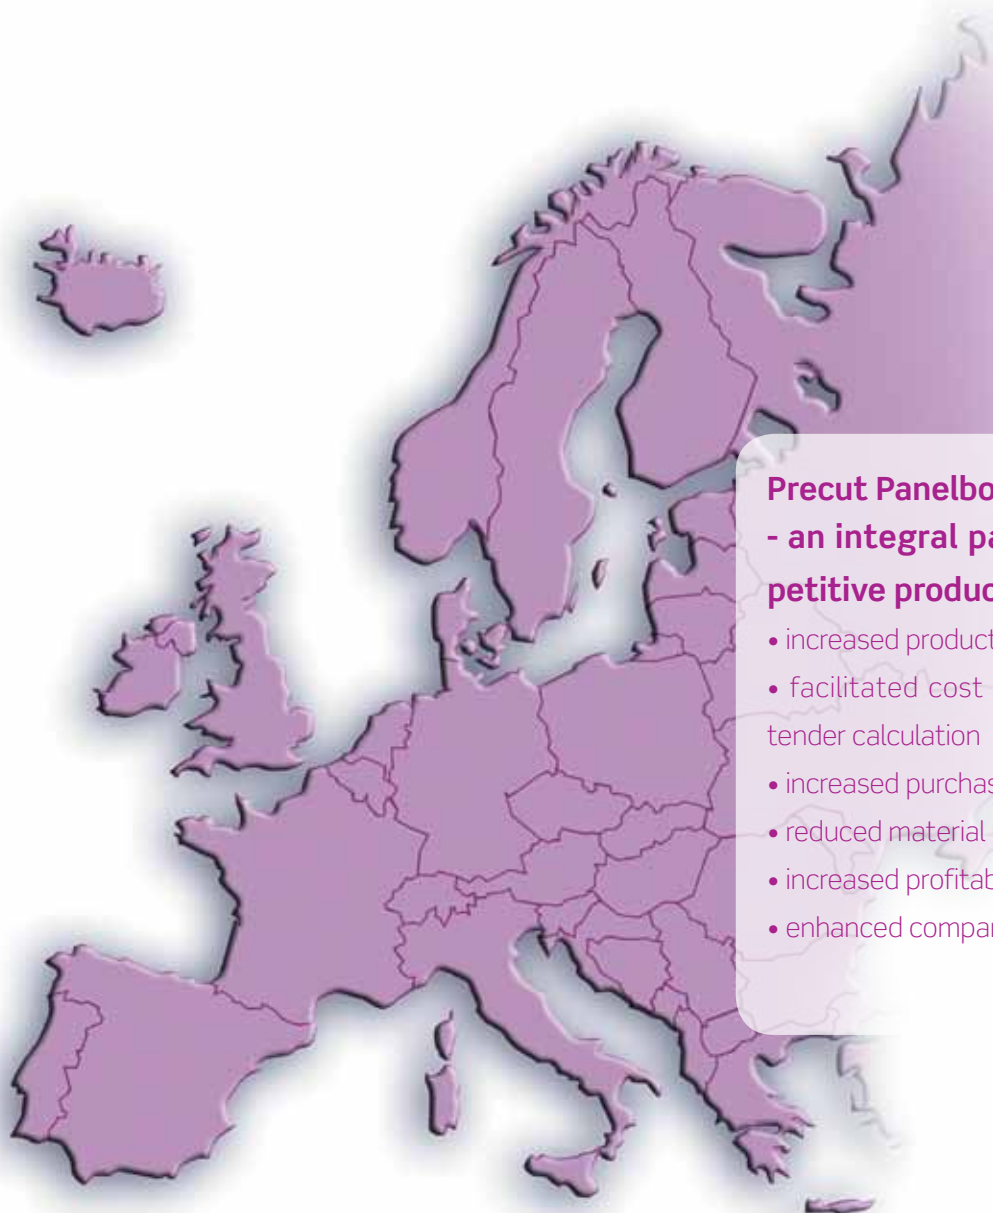 Precut Panelbo
- an integral pa
petitive produc
• increased product
• facilitated cost
tender calculation
• increased purchas
• reduced material
• increased profitab
• enhanced compar